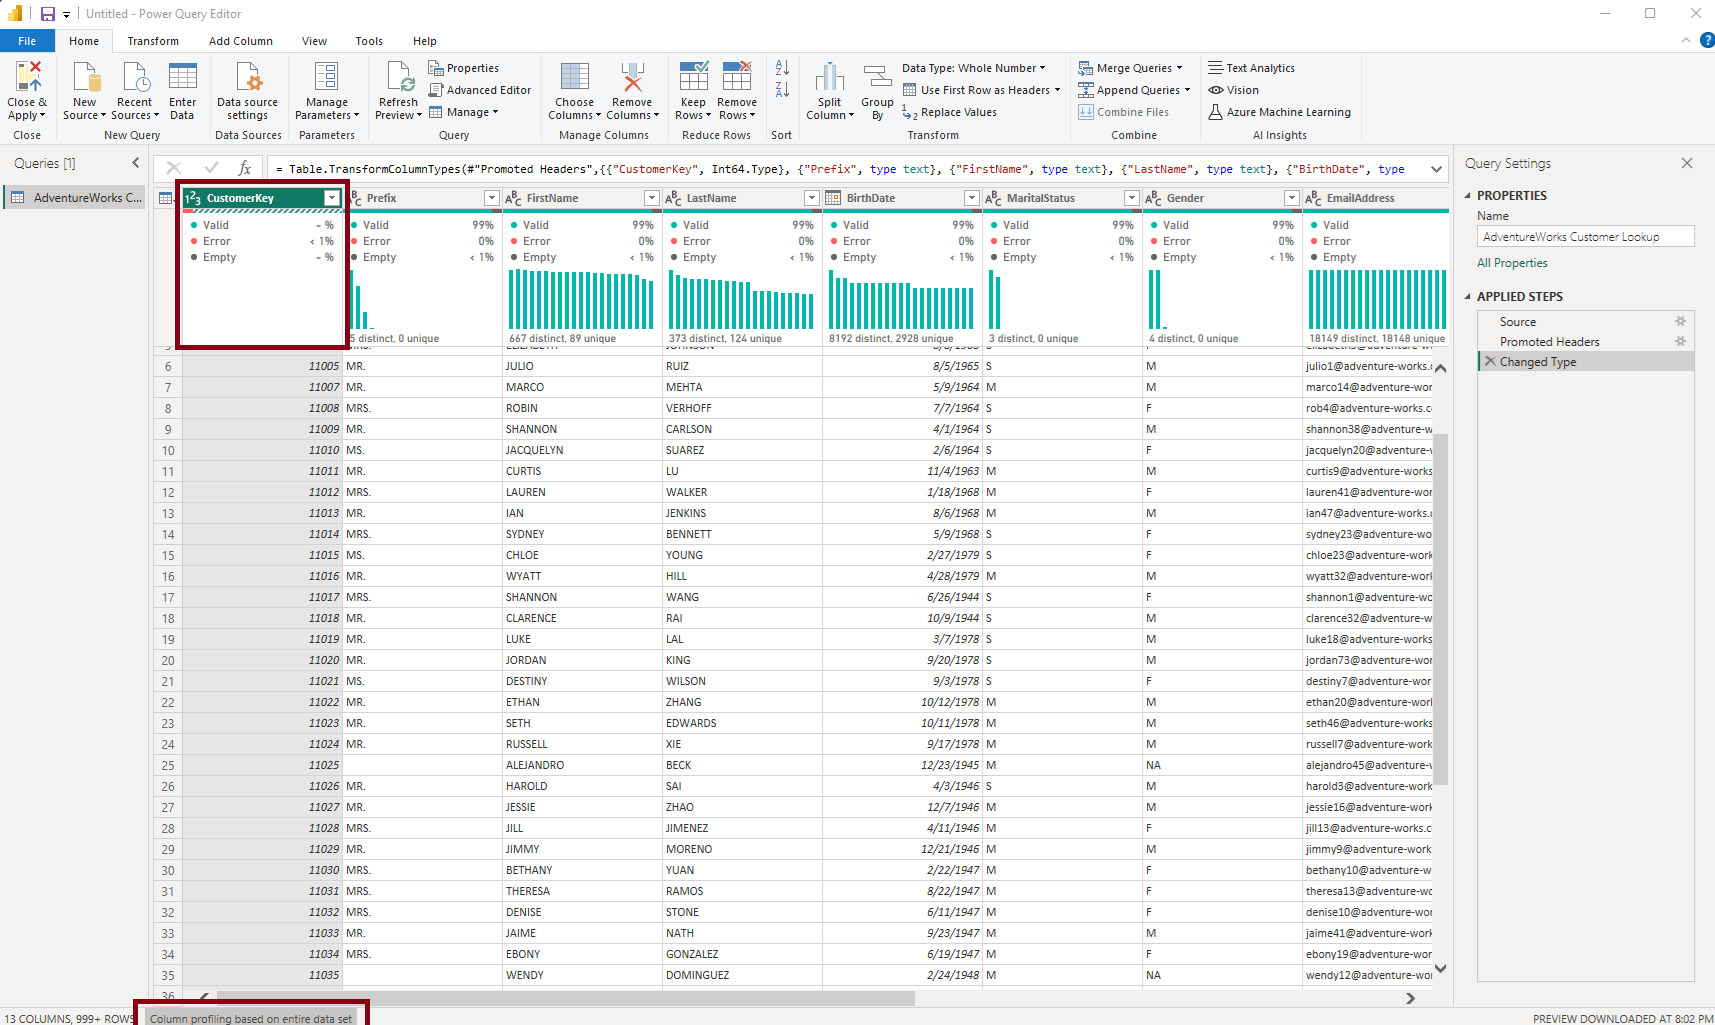 Untitled - Power Query Editor
File Home Transform Add Column View Tools Help
Close & Apply New Source Recent Sources Enter Data Data source settings Manage Parameters Refresh Preview Properties Advanced Editor Manage Choose Columns Remove Columns Keep Rows Remove Rows Split Column Group By Data Type: Whole Number Use First Row as Headers Replace Values Merge Queries Append Queries Combine Files Text Analytics Vision Azure Machine Learning
Close New Query Data Sources Parameters Query Manage Columns Reduce Rows Sort Transform Combine AI Insights
Queries [1]
AdventureWorks C...
fx = Table.TransformColumnTypes(#"Promoted Headers",{{"CustomerKey", Int64.Type}, {"Prefix", type text}, {"FirstName", type text}, {"LastName", type text}, {"BirthDate", type
CustomerKey Prefix FirstName LastName BirthDate MaritalStatus Gender EmailAddress
Valid - % Valid 99% Valid 99% Valid 99% Valid 99% Valid 99% Valid 99% Valid
Error < 1% Error 0% Error 0% Error 0% Error 0% Error 0% Error 0% Error
Empty - % Empty < 1% Empty < 1% Empty < 1% Empty < 1% Empty < 1% Empty < 1% Empty
5 distinct, 0 unique 667 distinct, 89 unique 373 distinct, 124 unique 8192 distinct, 2928 unique 3 distinct, 0 unique 4 distinct, 0 unique 18149 distinct, 18148 unique
6 11005 MR. JULIO RUIZ 8/5/1965 S M julio1@adventure-works.c
7 11007 MR. MARCO MEHTA 5/9/1964 M M marco14@adventure-wor
8 11008 MRS. ROBIN VERHOFF 7/7/1964 S F rob4@adventure-works.co
9 11009 MR. SHANNON CARLSON 4/1/1964 S M shannon38@adventure-w
10 11010 MS. JACQUELYN SUAREZ 2/6/1964 S F jacquelyn20@adventure-v
11 11011 MR. CURTIS LU 11/4/1963 M M curtis9@adventure-works
12 11012 MRS. LAUREN WALKER 1/18/1968 M F lauren41@adventure-wor
13 11013 MR. IAN JENKINS 8/6/1968 M M ian47@adventure-works.c
14 11014 MRS. SYDNEY BENNETT 5/9/1968 M F sydney23@adventure-wo
15 11015 MS. CHLOE YOUNG 2/27/1979 S F chloe23@adventure-work
16 11016 MR. WYATT HILL 4/28/1979 M M wyatt32@adventure-work
17 11017 MRS. SHANNON WANG 6/26/1944 S F shannon1@adventure-wo
18 11018 MR. CLARENCE RAI 10/9/1944 S M clarence32@adventure-w
19 11019 MR. LUKE LAL 3/7/1978 S M luke18@adventure-works
20 11020 MR. JORDAN KING 9/20/1978 S M jordan73@adventure-wor
21 11021 MS. DESTINY WILSON 9/3/1978 S F destiny7@adventure-wor
22 11022 MR. ETHAN ZHANG 10/12/1978 M M ethan20@adventure-wor
23 11023 MR. SETH EDWARDS 10/11/1978 M M seth46@adventure-works
24 11024 MR. RUSSELL XIE 9/17/1978 M M russell7@adventure-work
25 11025 ALEJANDRO BECK 12/23/1945 M NA alejandro45@adventure-v
26 11026 MR. HAROLD SAI 4/3/1946 S M harold3@adventure-work
27 11027 MR. JESSIE ZHAO 12/7/1946 M M jessie16@adventure-work
28 11028 MRS. JILL JIMENEZ 4/11/1946 M F jill13@adventure-works.c
29 11029 MR. JIMMY MORENO 12/21/1946 M M jimmy9@adventure-work
30 11030 MRS. BETHANY YUAN 2/22/1947 M F bethany10@adventure-w
31 11031 MRS. THERESA RAMOS 8/22/1947 M F theresa13@adventure-wo
32 11032 MRS. DENISE STONE 6/11/1947 M F denise10@adventure-wor
33 11033 MR. JAIME NATH 9/23/1947 M M jaime41@adventure-work
34 11034 MRS. EBONY GONZALEZ 6/19/1947 M F ebony19@adventure-wor
35 11035 WENDY DOMINGUEZ 2/24/1948 M NA wendy12@adventure-wor
36
Query Settings
PROPERTIES
Name
AdventureWorks Customer Lookup
All Properties
APPLIED STEPS
Source
Promoted Headers
Changed Type
13 COLUMNS, 999+ ROWS Column profiling based on entire data set PREVIEW DOWNLOADED AT 8:02 PM